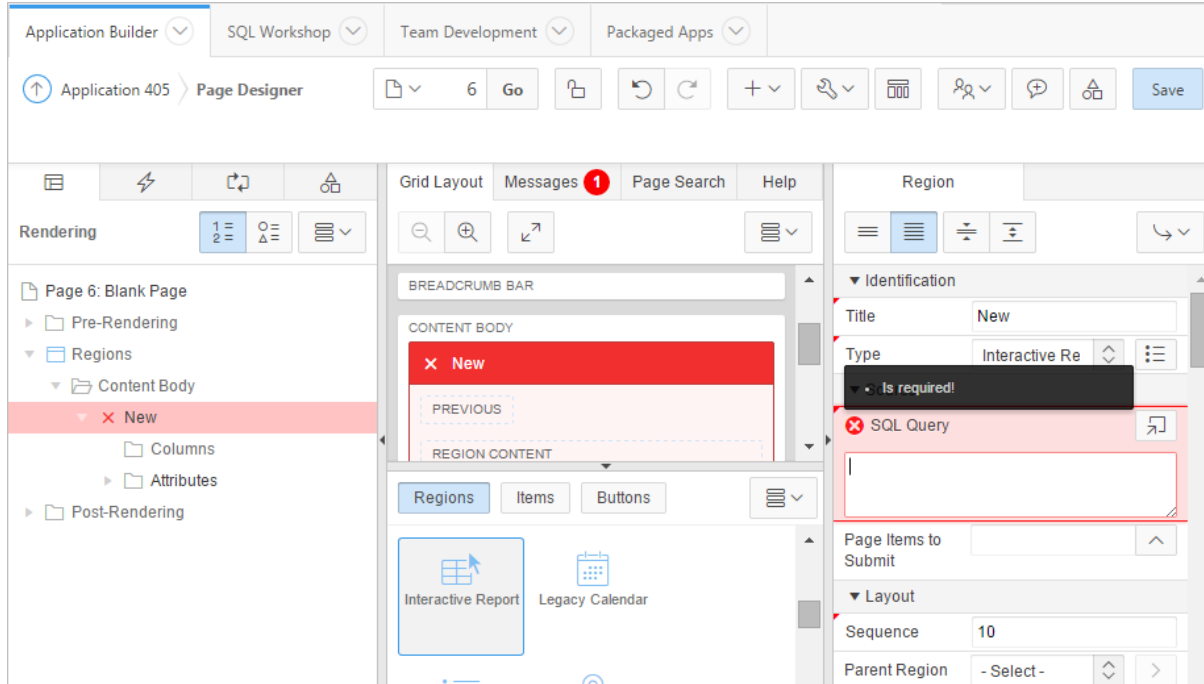 Application Builder
SQL Workshop
Team Development
Packaged Apps
Application 405
Page Designer
6
Go
Save
Grid Layout
Messages
1
Page Search
Help
Region
Rendering
Page 6: Blank Page
Pre-Rendering
Regions
Content Body
New
Columns
Attributes
Post-Rendering
BREADCRUMB BAR
CONTENT BODY
New
PREVIOUS
REGION CONTENT
Regions
Items
Buttons
Interactive Report
Legacy Calendar
Identification
Title
New
Type
Interactive Re
Is required!
SQL Query
Page Items to
Submit
Layout
Sequence
10
Parent Region
- Select -